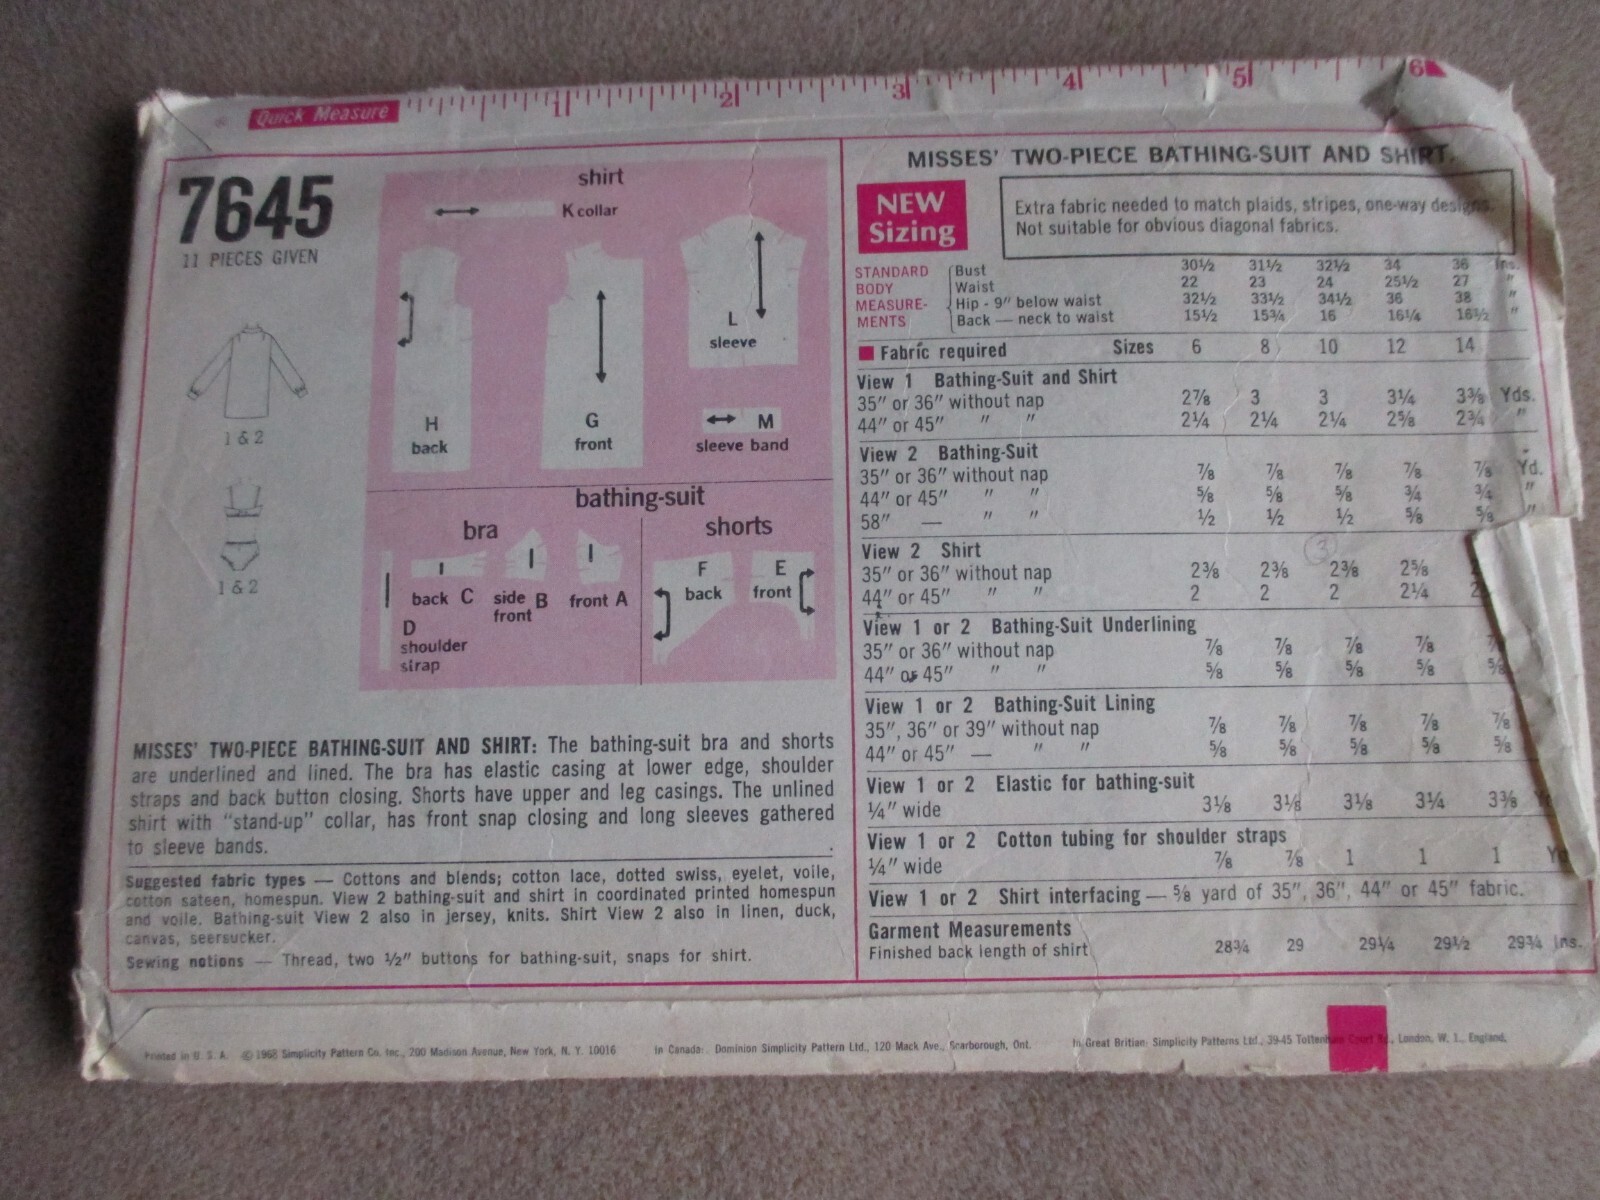 Quick Measure 1 2 3 4 5 6
7645
11 PIECES GIVEN
1 & 2
1 & 2
shirt
K collar
L
sleeve
H
back
G
front
M
sleeve band
bathing-suit
bra
shorts
back C
side B
front
front A
D
shoulder
strap
F
back
E
front
MISSES' TWO-PIECE BATHING-SUIT AND SHIRT: The bathing-suit bra and shorts
are underlined and lined. The bra has elastic casing at lower edge, shoulder
straps and back button closing. Shorts have upper and leg casings. The unlined
shirt with "stand-up" collar, has front snap closing and long sleeves gathered
to sleeve bands.
Suggested fabric types — Cottons and blends; cotton lace, dotted swiss, eyelet, voile,
cotton sateen, homespun. View 2 bathing-suit and shirt in coordinated printed homespun
and voile. Bathing-suit View 2 also in jersey, knits. Shirt View 2 also in linen, duck,
canvas, seersucker.
Sewing notions — Thread, two ½" buttons for bathing-suit, snaps for shirt.
MISSES' TWO-PIECE BATHING-SUIT AND SHIRT.
NEW
Sizing
Extra fabric needed to match plaids, stripes, one-way designs.
Not suitable for obvious diagonal fabrics.
STANDARD
BODY
MEASURE-
MENTS
Bust 30½ 31½ 32½ 34 36 Ins.
Waist 22 23 24 25½ 27 "
Hip - 9" below waist 32½ 33½ 34½ 36 38 "
Back — neck to waist 15½ 15¾ 16 16¼ 16½ "
Fabric required Sizes 6 8 10 12 14
View 1 Bathing-Suit and Shirt
35" or 36" without nap 2⅞ 3 3 3¼ 3⅜ Yds.
44" or 45" " " 2¼ 2¼ 2¼ 2⅝ 2¾ "
View 2 Bathing-Suit
35" or 36" without nap ⅞ ⅞ ⅞ ⅞ ⅞ Yd.
44" or 45" " " ⅝ ⅝ ⅝ ¾ ¾ "
58" — " " ½ ½ ½ ⅝ ⅝ "
View 2 Shirt 3
35" or 36" without nap 2⅜ 2⅜ 2⅜ 2⅝ 2
44" or 45" " " 2 2 2 2¼ 2
View 1 or 2 Bathing-Suit Underlining
35" or 36" without nap ⅞ ⅞ ⅞ ⅞ ⅞
44" or 45" " " ⅝ ⅝ ⅝ ⅝ ⅝
View 1 or 2 Bathing-Suit Lining
35", 36" or 39" without nap ⅞ ⅞ ⅞ ⅞ ⅞
44" or 45" — " " ⅝ ⅝ ⅝ ⅝ ⅝
View 1 or 2 Elastic for bathing-suit
¼" wide 3⅛ 3⅛ 3⅛ 3¼ 3⅜
View 1 or 2 Cotton tubing for shoulder straps
¼" wide ⅞ ⅞ 1 1 1
View 1 or 2 Shirt interfacing — ⅝ yard of 35", 36", 44" or 45" fabric.
Garment Measurements
Finished back length of shirt 28¾ 29 29¼ 29½ 29¾ Ins.
Printed in U. S. A. © 1968 Simplicity Pattern Co. Inc., 200 Madison Avenue, New York, N. Y. 10016 In Canada: Dominion Simplicity Pattern Ltd., 120 Mack Ave., Scarborough, Ont. In Great Britian: Simplicity Patterns Ltd., 39-45 Tottenham Court Rd., London, W. 1., England.